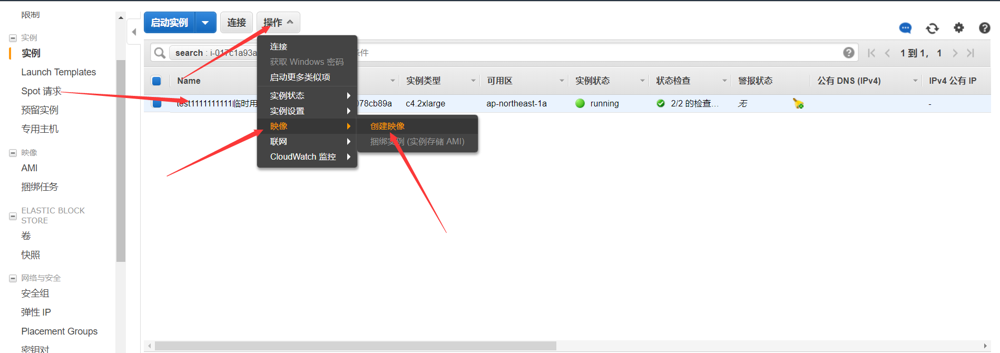 限制
实例
实例
Launch Templates
Spot 请求
预留实例
专用主机
映像
AMI
捆绑任务
ELASTIC BLOCK
STORE
卷
快照
网络与安全
安全组
弹性 IP
Placement Groups
密钥对
启动实例 连接 操作
search : i-017c1a93a 条件
1 到 1, 1
Name 实例类型 可用区 实例状态 状态检查 警报状态 公有 DNS (IPv4) IPv4 公有 IP
test1111111111临时用 078cb89a c4.2xlarge ap-northeast-1a running 2/2 的检查... 无 -
连接
获取 Windows 密码
启动更多类似项
实例状态
实例设置
映像
联网
CloudWatch 监控
创建映像
捆绑实例 (实例存储 AMI)